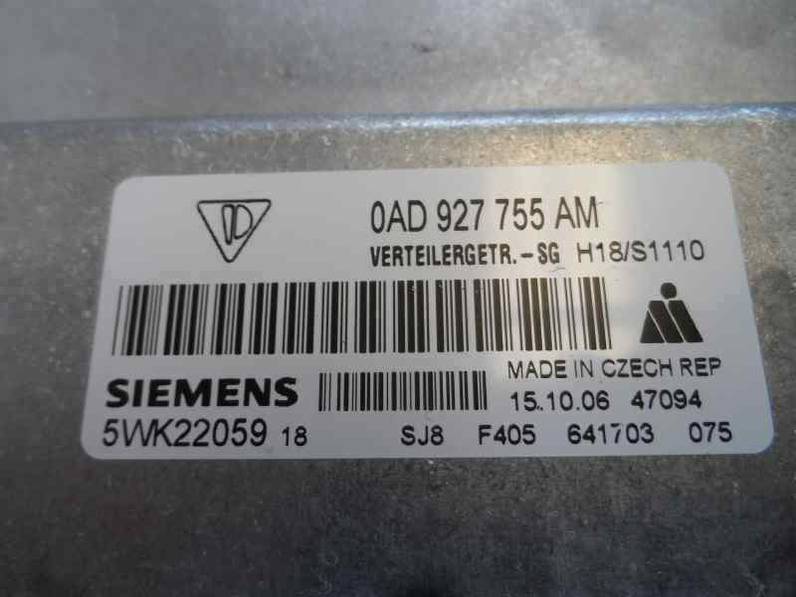 0AD 927 755 AM
VERTEILERGETR.-SG H18/S1110
MADE IN CZECH REP
SIEMENS 15.10.06 47094
5WK22059 18 SJ8 F405 641703 075